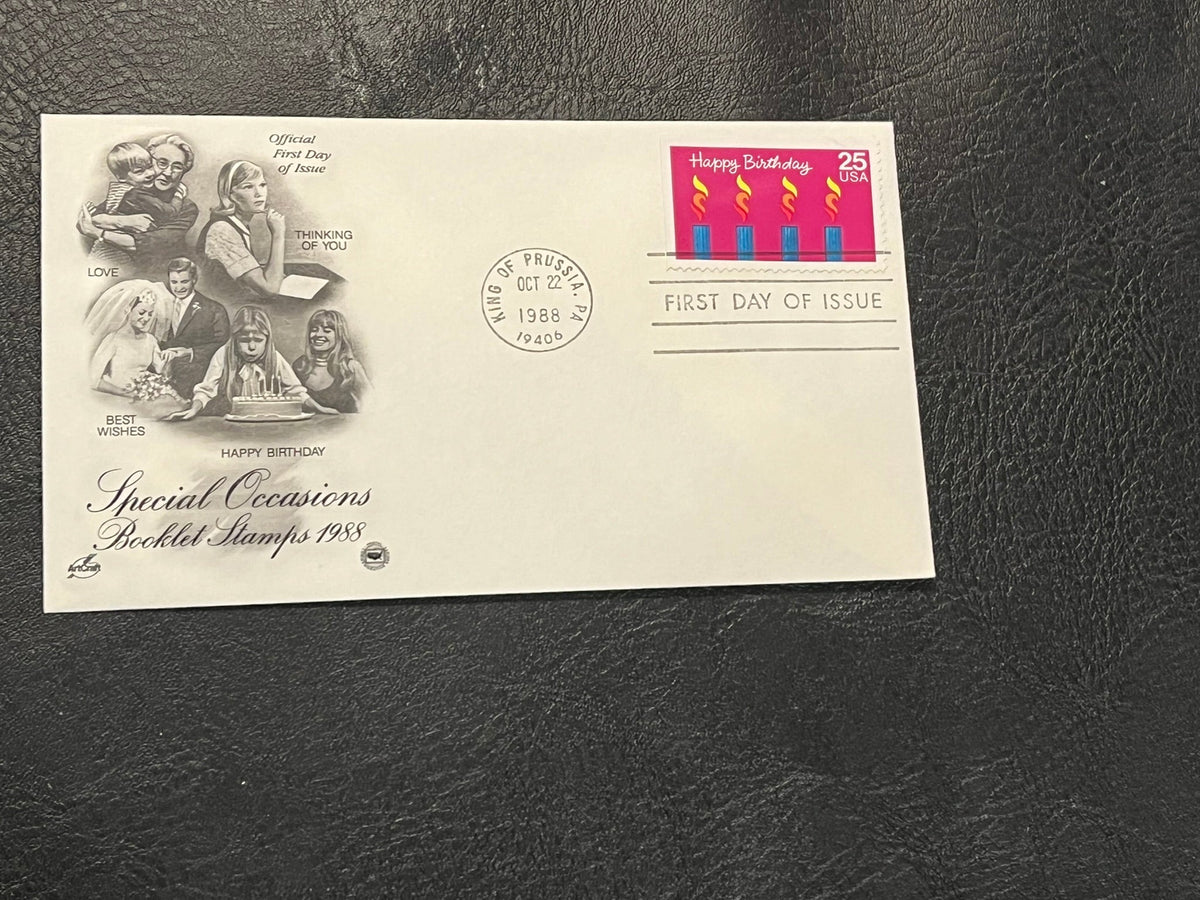 Official
First Day
of Issue
THINKING
OF YOU
LOVE
BEST
WISHES
HAPPY BIRTHDAY
Special Occasions
Booklet Stamps 1988
ArtCraft
KING OF PRUSSIA, PA
OCT 22
1988
19406
Happy Birthday
25
USA
FIRST DAY OF ISSUE